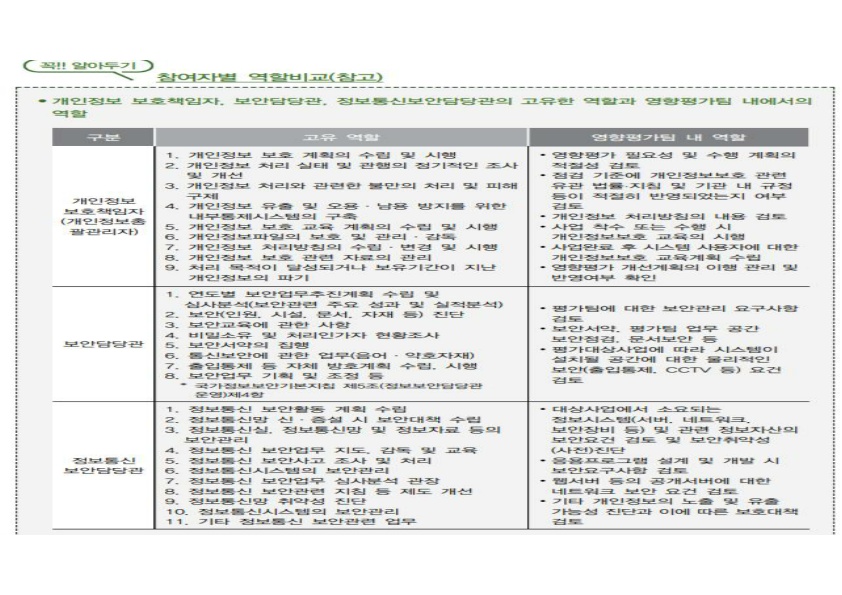 꼭!! 알아두기
참여자별 역할비교(참고)
• 개인정보 보호책임자, 보안담당관, 정보통신보안담당관의 고유한 역할과 영향평가팀 내에서의
역할
구분
고유 역할
영향평가팀 내 역할
개인정보
보호책임자
(개인정보총
괄관리자)
1. 개인정보 보호 계획의 수립 및 시행
2. 개인정보 처리 실태 및 관행의 정기적인 조사
및 개선
3. 개인정보 처리와 관련한 불만의 처리 및 피해
구제
4. 개인정보 유출 및 오용·남용 방지를 위한
내부통제시스템의 구축
5. 개인정보 보호 교육 계획의 수립 및 시행
6. 개인정보파일의 보호 및 관리·감독
7. 개인정보 처리방침의 수립·변경 및 시행
8. 개인정보 보호 관련 자료의 관리
9. 처리 목적이 달성되거나 보유기간이 지난
개인정보의 파기
• 영향평가 필요성 및 수행 계획의
적절성 검토
• 점검 기준에 개인정보보호 관련
유관 법률·지침 및 기관 내 규정
등이 적절히 반영되었는지 여부
검토
• 개인정보 처리방침의 내용 검토
• 사업 착수 또는 수행 시
개인정보보호 교육의 시행
• 사업완료 후 시스템 사용자에 대한
개인정보보호 교육계획 수립
• 영향평가 개선계획의 이행 관리 및
반영여부 확인
보안담당관
1. 연도별 보안업무추진계획 수립 및
심사분석(보안관련 주요 성과 및 실적분석)
2. 보안(인원, 시설, 문서, 자재 등) 진단
3. 보안교육에 관한 사항
4. 비밀소유 및 처리인가자 현황조사
5. 보안서약의 집행
6. 통신보안에 관한 업무(음어·약호자재)
7. 출입통제 등 자체 방호계획 수립, 시행
8. 보안업무 기획 및 조정 등
* 국가정보보안기본지침 제5조(정보보안담당관
운영)제4항
• 평가팀에 대한 보안관리 요구사항
검토
• 보안서약, 평가팀 업무 공간
보안점검, 문서보안 등
• 평가대상사업에 따라 시스템이
설치될 공간에 대한 물리적인
보안(출입통제, CCTV 등) 요건
검토
정보통신
보안담당관
1. 정보통신 보안활동 계획 수립
2. 정보통신망 신·증설 시 보안대책 수립
3. 정보통신실, 정보통신망 및 정보자료 등의
보안관리
4. 정보통신 보안업무 지도, 감독 및 교육
5. 정보통신 보안사고 조사 및 처리
6. 정보통신시스템의 보안관리
7. 정보통신 보안업무 심사분석 관장
8. 정보통신 보안관련 지침 등 제도 개선
9. 정보통신망 취약성 진단
10. 정보통신시스템의 보안관리
11. 기타 정보통신 보안관련 업무
• 대상사업에서 소요되는
정보시스템(서버, 네트워크,
보안장비 등) 및 관련 정보자산의
보안요건 검토 및 보안취약성
(사전)진단
• 응용프로그램 설계 및 개발 시
보안요구사항 검토
• 웹서버 등의 공개서버에 대한
네트워크 보안 요건 검토
• 기타 개인정보의 노출 및 유출
가능성 진단과 이에 따른 보호대책
검토